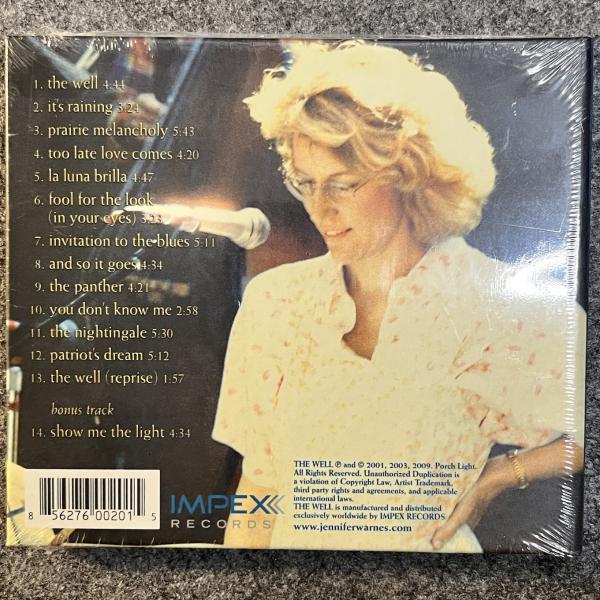 1. the well 4:44
2. it's raining 3:24
3. prairie melancholy 5:43
4. too late love comes 4:20
5. la luna brilla 4:47
6. fool for the look
(in your eyes) 3:23
7. invitation to the blues 5:11
8. and so it goes 4:34
9. the panther 4:21
10. you don't know me 2:58
11. the nightingale 5:30
12. patriot's dream 5:12
13. the well (reprise) 1:57
bonus track
14. show me the light 4:34
8 56276 00201 5
IMPEX
RECORDS
THE WELL ℗ and © 2001, 2003, 2009. Porch Light.
All Rights Reserved. Unauthorized Duplication is
a violation of Copyright Law, Artist Trademark,
third party rights and agreements, and applicable
international laws.
THE WELL is manufactured and distributed
exclusively worldwide by IMPEX RECORDS
www.jenniferwarnes.com